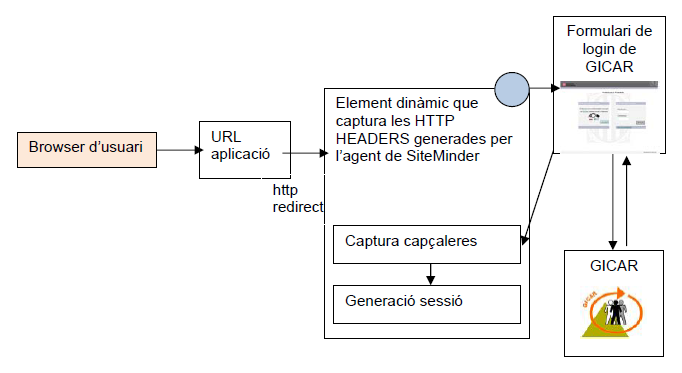 Formulari de
login de
GICAR
Element dinàmic que
captura les HTTP
HEADERS generades per
l'agent de SiteMinder
URL
aplicació
Browser d'usuari
http
redirect
Captura capçaleres
Generació sessió
GICAR
GICAR